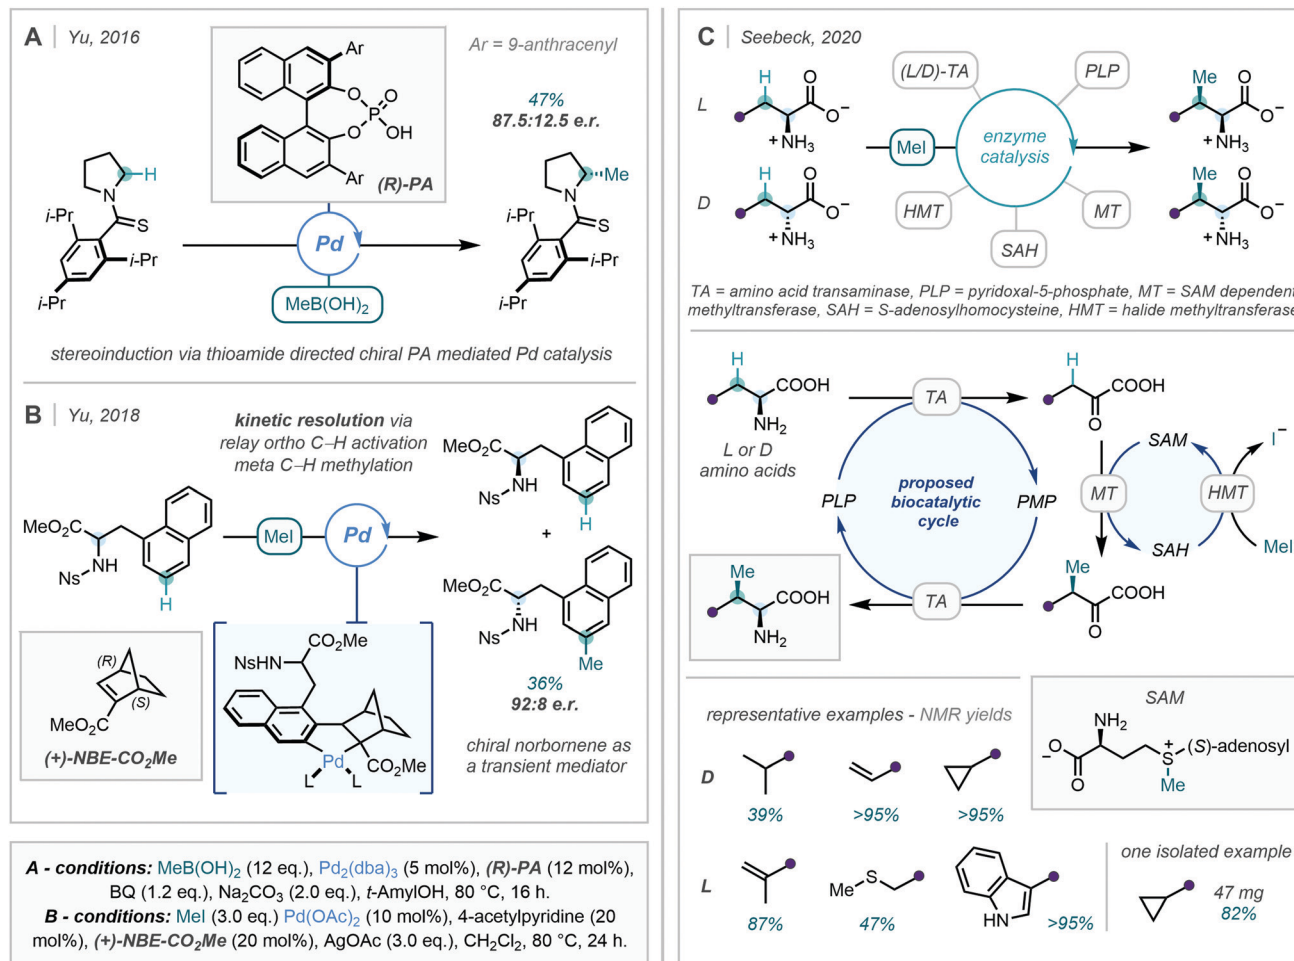 A | Yu, 2016
Ar
Ar = 9-anthracenyl
O
O
P
O
OH
Ar
(R)-PA
47%
87.5:12.5 e.r.
H
N
S
i-Pr
i-Pr
i-Pr
Pd
MeB(OH)2
Me
N
S
i-Pr
i-Pr
i-Pr
stereoinduction via thioamide directed chiral PA mediated Pd catalysis
B | Yu, 2018
kinetic resolution via
relay ortho C–H activation
meta C–H methylation
MeO2C
NH
Ns
H
MeI
Pd
MeO2C
NH
Ns
H
+
MeO2C
NH
Ns
Me
36%
92:8 e.r.
chiral norbornene as
a transient mediator
(R)
(S)
MeO2C
(+)-NBE-CO2Me
CO2Me
NsHN
Pd
L
L
CO2Me
A - conditions: MeB(OH)2 (12 eq.), Pd2(dba)3 (5 mol%), (R)-PA (12 mol%),
BQ (1.2 eq.), Na2CO3 (2.0 eq.), t-AmylOH, 80 °C, 16 h.
B - conditions: MeI (3.0 eq.) Pd(OAc)2 (10 mol%), 4-acetylpyridine (20
mol%), (+)-NBE-CO2Me (20 mol%), AgOAc (3.0 eq.), CH2Cl2, 80 °C, 24 h.
C | Seebeck, 2020
L
H
O
O−
+NH3
D
H
O
O−
+NH3
MeI
(L/D)-TA
PLP
enzyme
catalysis
HMT
SAH
MT
Me
O
O−
+NH3
Me
O
O−
+NH3
TA = amino acid transaminase, PLP = pyridoxal-5-phosphate, MT = SAM dependent
methyltransferase, SAH = S-adenosylhomocysteine, HMT = halide methyltransferase
H
COOH
NH2
L or D
amino acids
TA
H
COOH
O
PLP
proposed
biocatalytic
cycle
PMP
SAM
I−
MT
HMT
SAH
MeI
Me
COOH
NH2
TA
Me
COOH
O
representative examples - NMR yields
D
39%
>95%
>95%
L
87%
Me
S
47%
NH
>95%
SAM
NH2
−O
O
+
S
(S)-adenosyl
Me
one isolated example
47 mg
82%